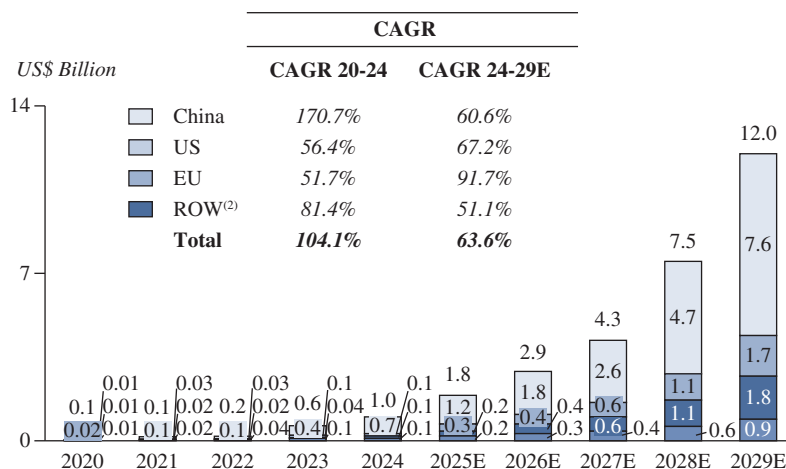 CAGR
US$ Billion CAGR 20-24 CAGR 24-29E
14
China 170.7% 60.6%
US 56.4% 67.2%
EU 51.7% 91.7%
ROW(2) 81.4% 51.1%
Total 104.1% 63.6%
12.0
7.5
7.6
7
4.3
4.7
2.9
2.6
1.7
1.8
1.8 1.1
0.01 0.03 0.03 0.6 0.1 1.0 0.1 1.2 1.8 0.6 1.8
0.1 0.01 0.1 0.02 0.2 0.02 0.4 0.04 0.7 0.1 0.3 0.2 0.4 0.4 1.1
0 0.02 0.01 0.1 0.02 0.1 0.04 0.1 0.1 0.2 0.3 0.6 0.4 0.6 0.9
2020 2021 2022 2023 2024 2025E 2026E 2027E 2028E 2029E